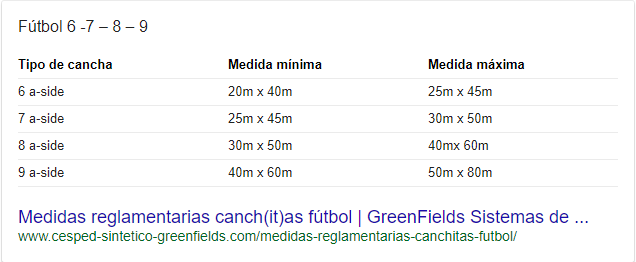 Fútbol 6 -7 – 8 – 9
Tipo de cancha Medida mínima Medida máxima
6 a-side 20m x 40m 25m x 45m
7 a-side 25m x 45m 30m x 50m
8 a-side 30m x 50m 40mx 60m
9 a-side 40m x 60m 50m x 80m
Medidas reglamentarias canch(it)as fútbol | GreenFields Sistemas de ...
www.cesped-sintetico-greenfields.com/medidas-reglamentarias-canchitas-futbol/